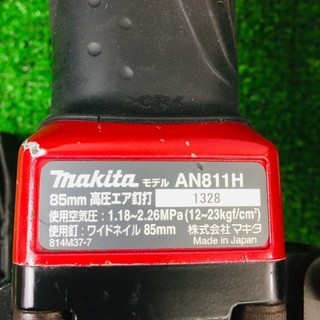 makita モデル AN811H
85mm 高圧エア釘打 1328
使用空気圧：1.18~2.26MPa(12~23kgf/cm²)
使用釘：ワイドネイル 85mm 株式会社マキタ
814M37-7 Made in Japan